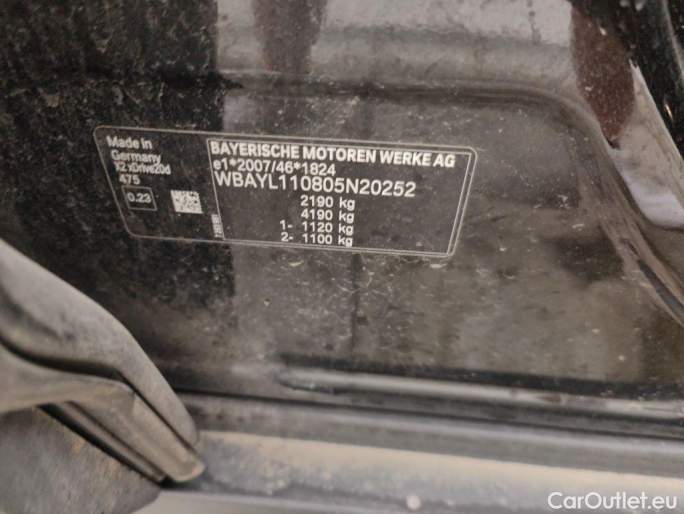 Made in
Germany
X2 xDrive20d
475
0.23
BAYERISCHE MOTOREN WERKE AG
e1*2007/46*1824
WBAYL110805N20252
2190 kg
4190 kg
1- 1120 kg
2- 1100 kg
CarOutlet.eu